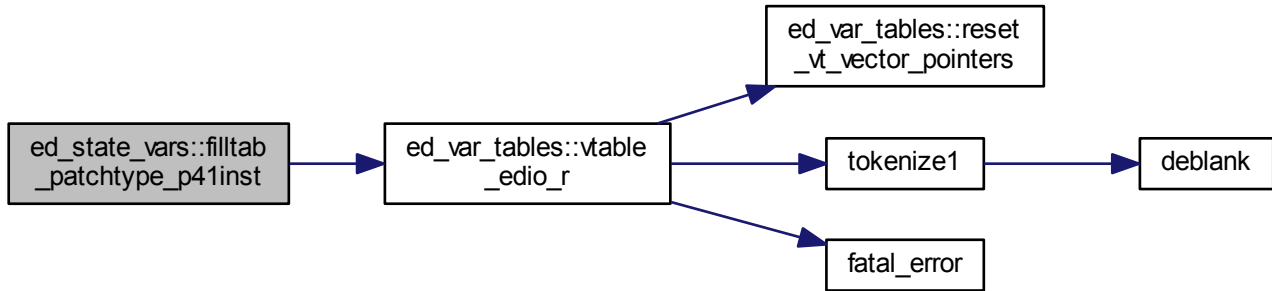 ed_state_vars::filltab
_patchtype_p41inst
ed_var_tables::vtable
_edio_r
ed_var_tables::reset
_vt_vector_pointers
tokenize1
deblank
fatal_error